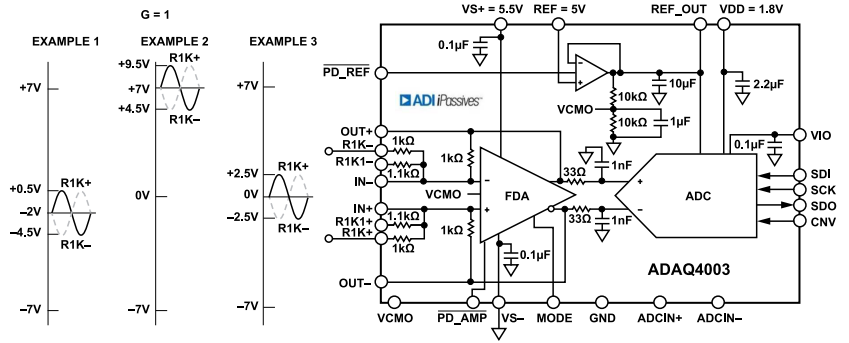 G = 1
EXAMPLE 1
+7V
+0.5V
R1K+
–2V
–4.5V
R1K–
–7V
EXAMPLE 2
+9.5V
R1K+
+7V
+4.5V
R1K–
0V
–7V
EXAMPLE 3
+7V
+2.5V
R1K+
0V
–2.5V
R1K–
–7V
VS+ = 5.5V
REF = 5V
REF_OUT
VDD = 1.8V
0.1µF
PD_REF
ADI iPassives™
–
+
10µF
2.2µF
10kΩ
VCMO
10kΩ
1µF
VIO
0.1µF
OUT+
R1K–
1kΩ
R1K1–
1.1kΩ
IN–
1kΩ
–
VCMO
FDA
+
33Ω
1nF
+
ADC
–
33Ω
1nF
SDI
SCK
SDO
CNV
IN+
R1K1+
1.1kΩ
R1K+
1kΩ
1kΩ
0.1µF
OUT–
ADAQ4003
VCMO
PD_AMP
VS–
MODE
GND
ADCIN+
ADCIN–